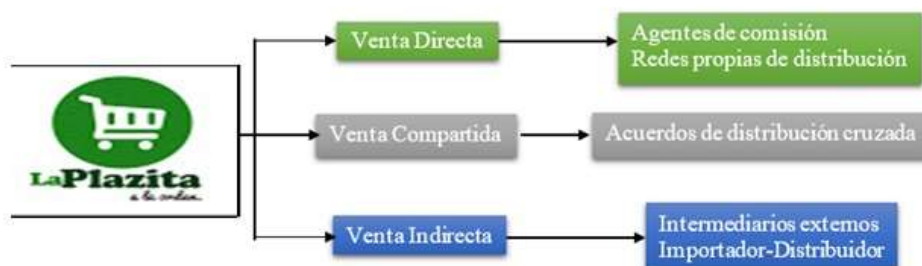 Venta Directa
Agentes de comisión
Redes propias de distribución
LaPlazita
a la orden
Venta Compartida
Acuerdos de distribución cruzada
Venta Indirecta
Intermediarios externos
Importador-Distribuidor